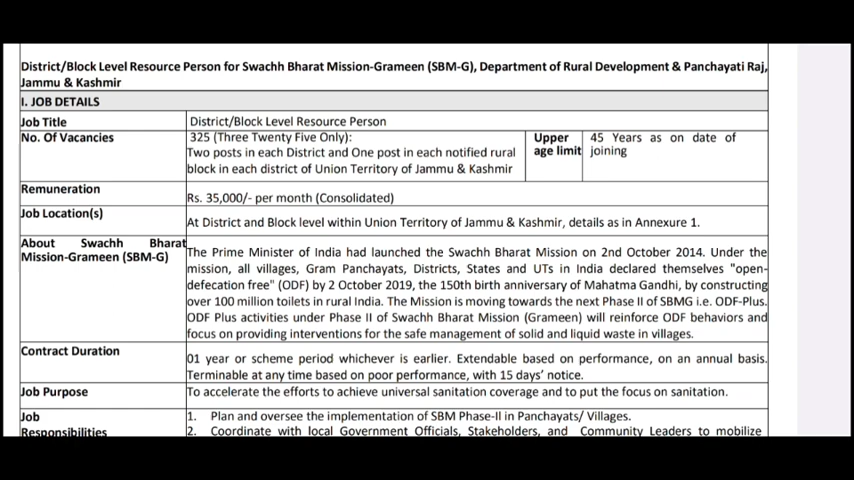 District/Block Level Resource Person for Swachh Bharat Mission-Grameen (SBM-G), Department of Rural Development & Panchayati Raj,
Jammu & Kashmir
I. JOB DETAILS
Job Title
District/Block Level Resource Person
No. Of Vacancies
325 (Three Twenty Five Only):
Two posts in each District and One post in each notified rural
block in each district of Union Territory of Jammu & Kashmir
Upper
age limit
45 Years as on date of
joining
Remuneration
Rs. 35,000/- per month (Consolidated)
Job Location(s)
At District and Block level within Union Territory of Jammu & Kashmir, details as in Annexure 1.
About Swachh Bharat
Mission-Grameen (SBM-G)
The Prime Minister of India had launched the Swachh Bharat Mission on 2nd October 2014. Under the
mission, all villages, Gram Panchayats, Districts, States and UTs in India declared themselves "open-
defecation free" (ODF) by 2 October 2019, the 150th birth anniversary of Mahatma Gandhi, by constructing
over 100 million toilets in rural India. The Mission is moving towards the next Phase II of SBMG i.e. ODF-Plus.
ODF Plus activities under Phase II of Swachh Bharat Mission (Grameen) will reinforce ODF behaviors and
focus on providing interventions for the safe management of solid and liquid waste in villages.
Contract Duration
01 year or scheme period whichever is earlier. Extendable based on performance, on an annual basis.
Terminable at any time based on poor performance, with 15 days' notice.
Job Purpose
To accelerate the efforts to achieve universal sanitation coverage and to put the focus on sanitation.
Job
Responsibilities
1. Plan and oversee the implementation of SBM Phase-II in Panchayats/ Villages.
2. Coordinate with local Government Officials, Stakeholders, and Community Leaders to mobilize